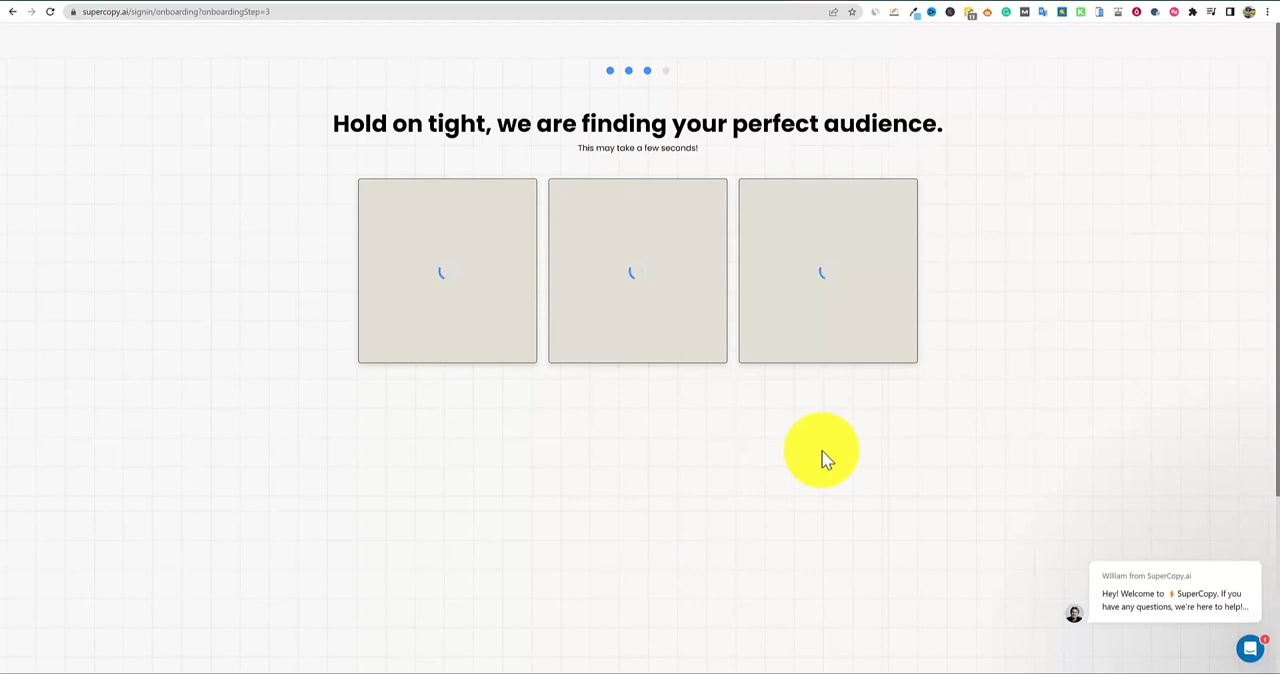 supercopy.ai/signin/onboarding?onboardingStep=3
Hold on tight, we are finding your perfect audience.
This may take a few seconds!
William from SuperCopy.ai
Hey! Welcome to ⚡ SuperCopy. If you
have any questions, we're here to help!...
1